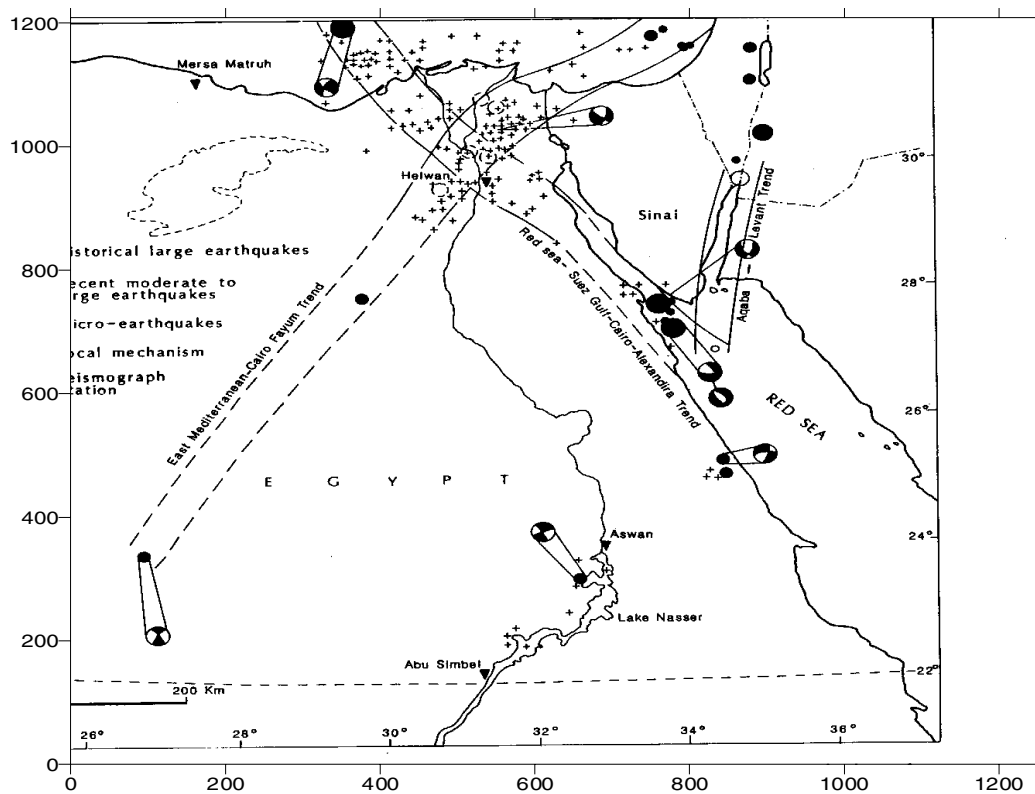 1200
1000
800
600
400
200
0
0
200
400
600
800
1000
1200
Mersa Matruh
Helwan
Sinai
30°
28°
26°
24°
22°
istorical large earthquakes
ecent moderate to
rge earthquakes
icro-earthquakes
ocal mechanism
eismograph
tation
East Mediterranean-Cairo Fayum Trend
Red sea- Suez Gulf-Cairo-Alexandira Trend
Aqaba - Levant Trend
RED SEA
E G Y P T
Aswan
Lake Nasser
Abu Simbel
200 Km
26°
28°
30°
32°
34°
36°